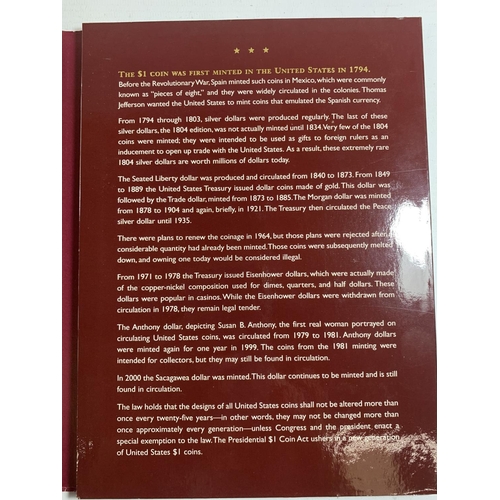 THE $1 COIN WAS FIRST MINTED IN THE UNITED STATES IN 1794.
Before the Revolutionary War, Spain minted such coins in Mexico, which were commonly
known as “pieces of eight,” and they were widely circulated in the colonies. Thomas
Jefferson wanted the United States to mint coins that emulated the Spanish currency.
From 1794 through 1803, silver dollars were produced regularly. The last of these
silver dollars, the 1804 edition, was not actually minted until 1834. Very few of the 1804
coins were minted; they were intended to be used as gifts to foreign rulers as an
inducement to open up trade with the United States. As a result, these extremely rare
1804 silver dollars are worth millions of dollars today.
The Seated Liberty dollar was produced and circulated from 1840 to 1873. From 1849
to 1889 the United States Treasury issued dollar coins made of gold. This dollar was
followed by the Trade dollar, minted from 1873 to 1885. The Morgan dollar was minted
from 1878 to 1904 and again, briefly, in 1921. The Treasury then circulated the Peace
silver dollar until 1935.
There were plans to renew the coinage in 1964, but those plans were rejected after
considerable quantity had already been minted. Those coins were subsequently melted
down, and owning one today would be considered illegal.
From 1971 to 1978 the Treasury issued Eisenhower dollars, which were actually made
of the copper-nickel composition used for dimes, quarters, and half dollars. These
dollars were popular in casinos. While the Eisenhower dollars were withdrawn from
circulation in 1978, they remain legal tender.
The Anthony dollar, depicting Susan B. Anthony, the first real woman portrayed on
circulating United States coins, was circulated from 1979 to 1981. Anthony dollars
were minted again for one year in 1999. The coins from the 1981 minting were
intended for collectors, but they may still be found in circulation.
In 2000 the Sacagawea dollar was minted. This dollar continues to be minted and is still
found in circulation.
The law holds that the designs of all United States coins shall not be altered more than
once every twenty-five years—in other words, they may not be changed more than
once approximately every generation—unless Congress and the president enact a
special exemption to the law. The Presidential $1 Coin Act ushers in a new generation
of United States $1 coins.